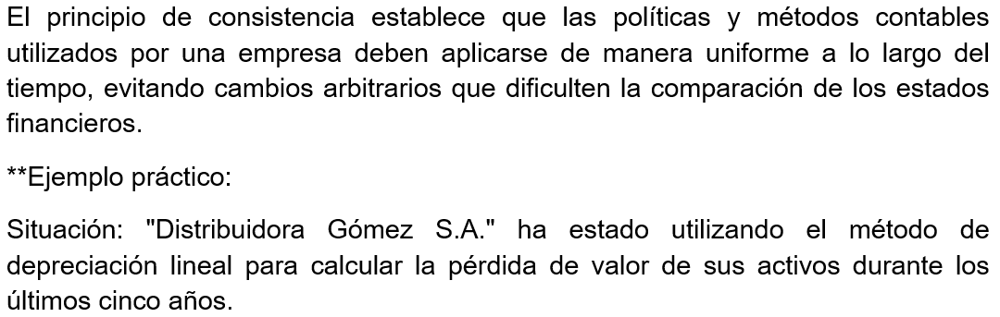 El principio de consistencia establece que las políticas y métodos contables
utilizados por una empresa deben aplicarse de manera uniforme a lo largo del
tiempo, evitando cambios arbitrarios que dificulten la comparación de los estados
financieros.
**Ejemplo práctico:
Situación: "Distribuidora Gómez S.A." ha estado utilizando el método de
depreciación lineal para calcular la pérdida de valor de sus activos durante los
últimos cinco años.